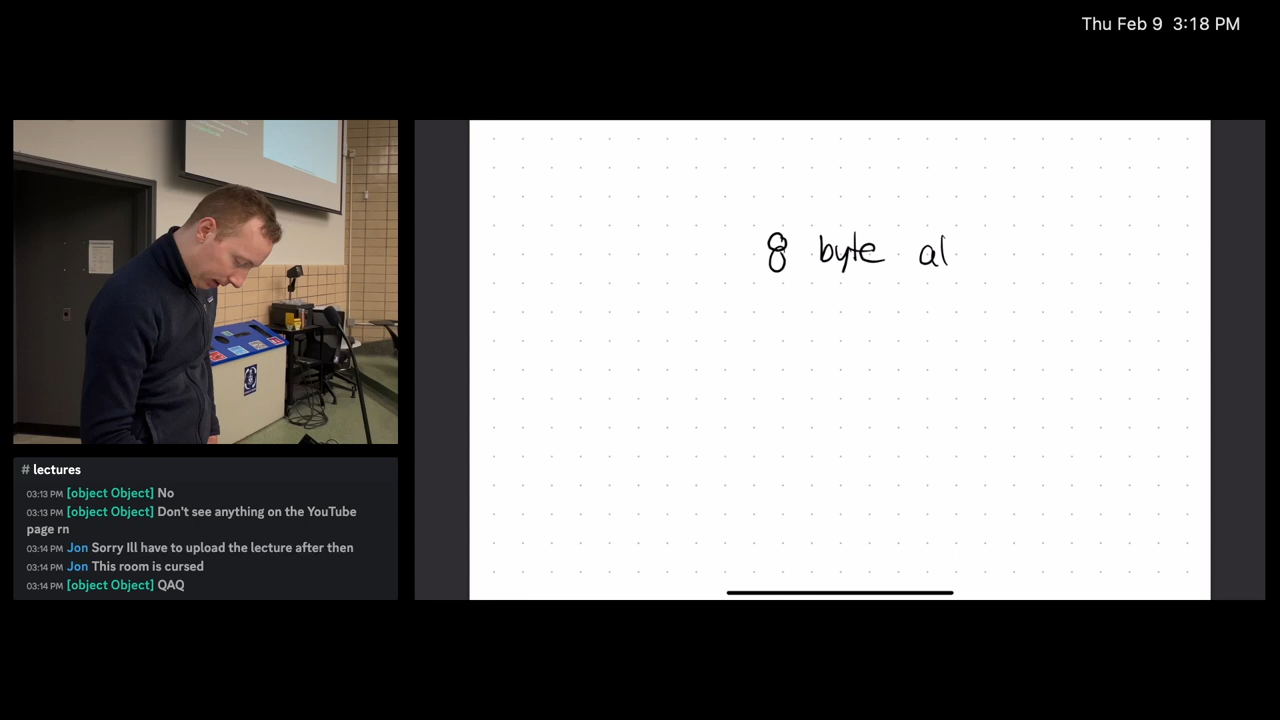 Thu Feb 9 3:18 PM
8 byte al
# lectures
03:13 PM [object Object] No
03:13 PM [object Object] Don't see anything on the YouTube
page rn
03:14 PM Jon Sorry Ill have to upload the lecture after then
03:14 PM Jon This room is cursed
03:14 PM [object Object] QAQ